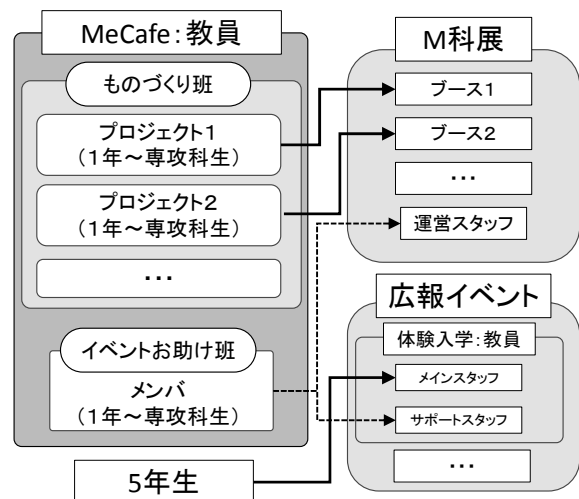 MeCafe：教員
ものづくり班
プロジェクト1
(１年～専攻科生)
プロジェクト2
(１年～専攻科生)
・・・
イベントお助け班
メンバ
(１年～専攻科生)
5年生
M科展
ブース1
ブース2
・・・
運営スタッフ
広報イベント
体験入学：教員
メインスタッフ
サポートスタッフ
・・・